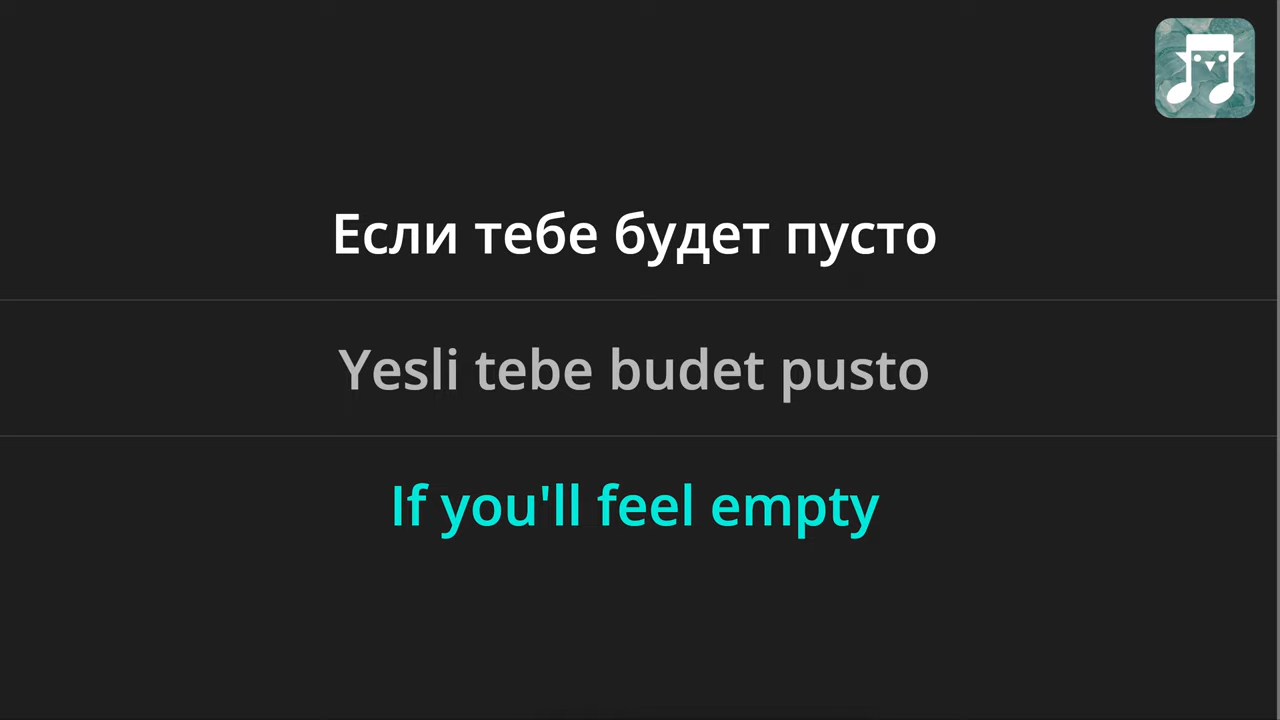 Если тебе будет пусто
Yesli tebe budet pusto
If you'll feel empty